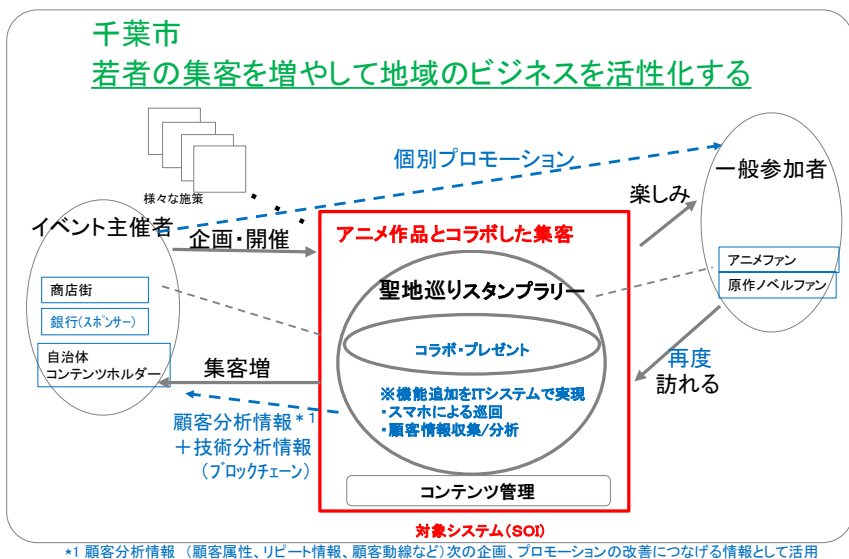 千葉市
若者の集客を増やして地域のビジネスを活性化する
様々な施策
個別プロモーション
一般参加者
イベント主催者
企画・開催
楽しみ
アニメ作品とコラボした集客
聖地巡りスタンプラリー
アニメファン
原作ノベルファン
商店街
銀行(スポンサー)
自治体
コンテンツホルダー
コラボ・プレゼント
集客増
再度
訪れる
※機能追加をITシステムで実現
・スマホによる巡回
・顧客情報収集/分析
顧客分析情報*1
＋技術分析情報
(ブロックチェーン)
コンテンツ管理
対象システム(SOI)
*1 顧客分析情報 (顧客属性、リピート情報、顧客動線など)次の企画、プロモーションの改善につなげる情報として活用